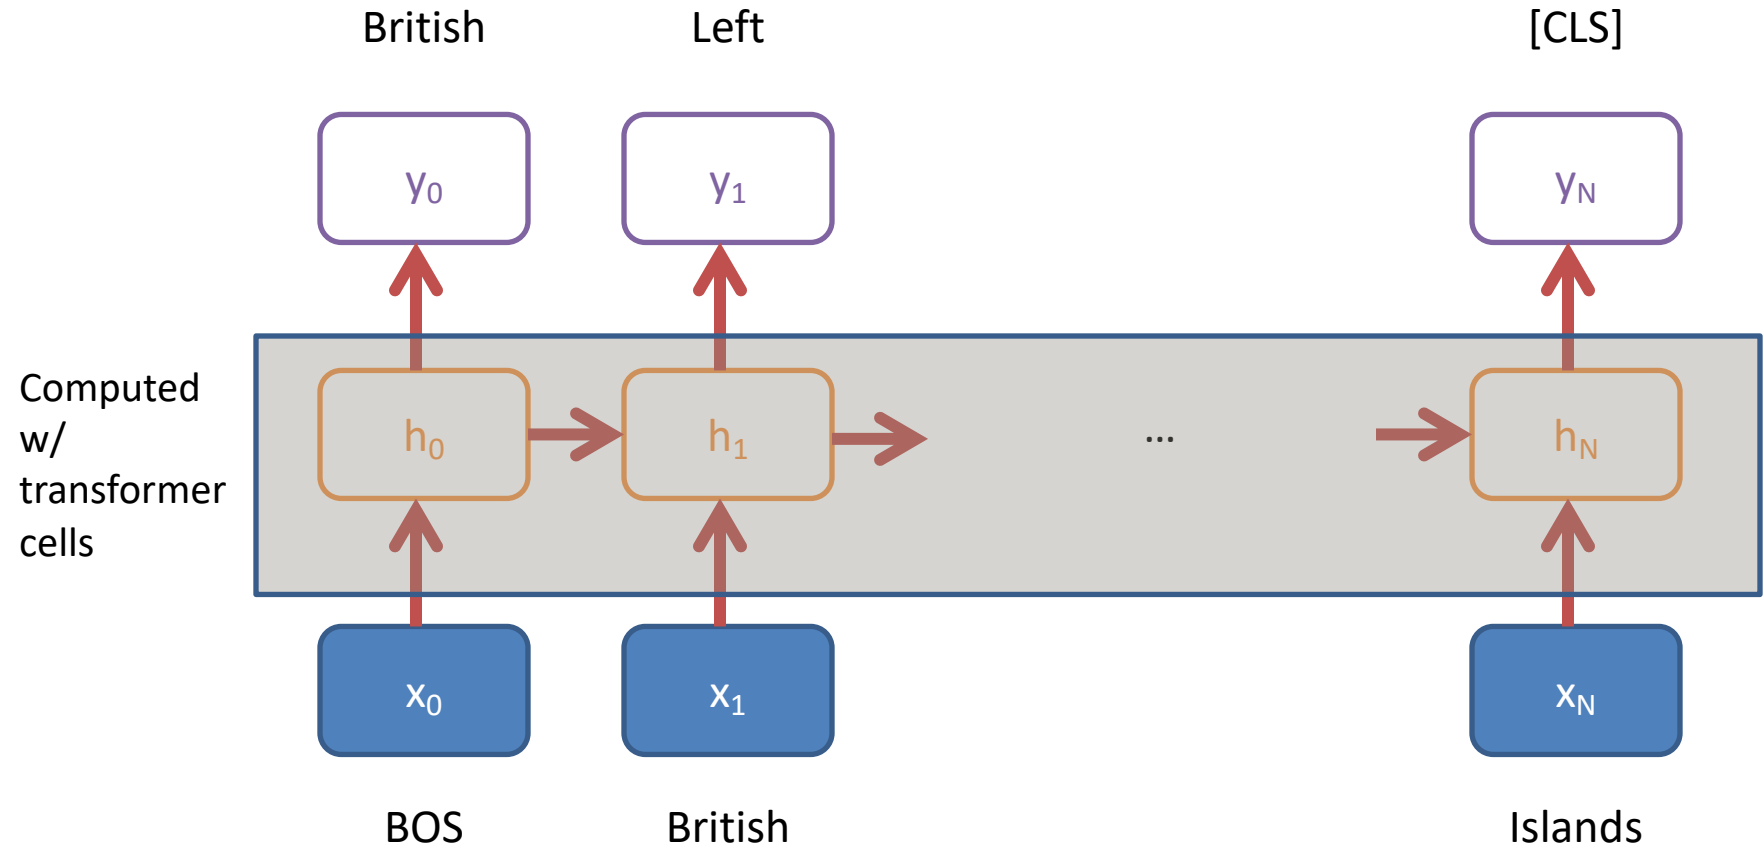 British Left [CLS]
y0 y1 yN
Computed
w/
transformer
cells
h0 h1 ... hN
x0 x1 xN
BOS British Islands